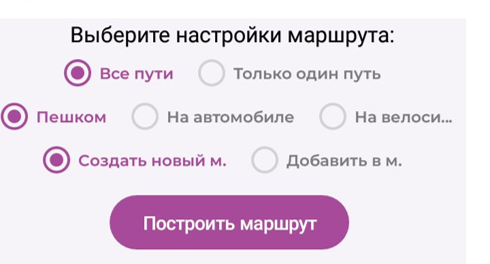 Выберите настройки маршрута:
Все пути Только один путь
Пешком На автомобиле На велоси...
Создать новый м. Добавить в м.
Построить маршрут